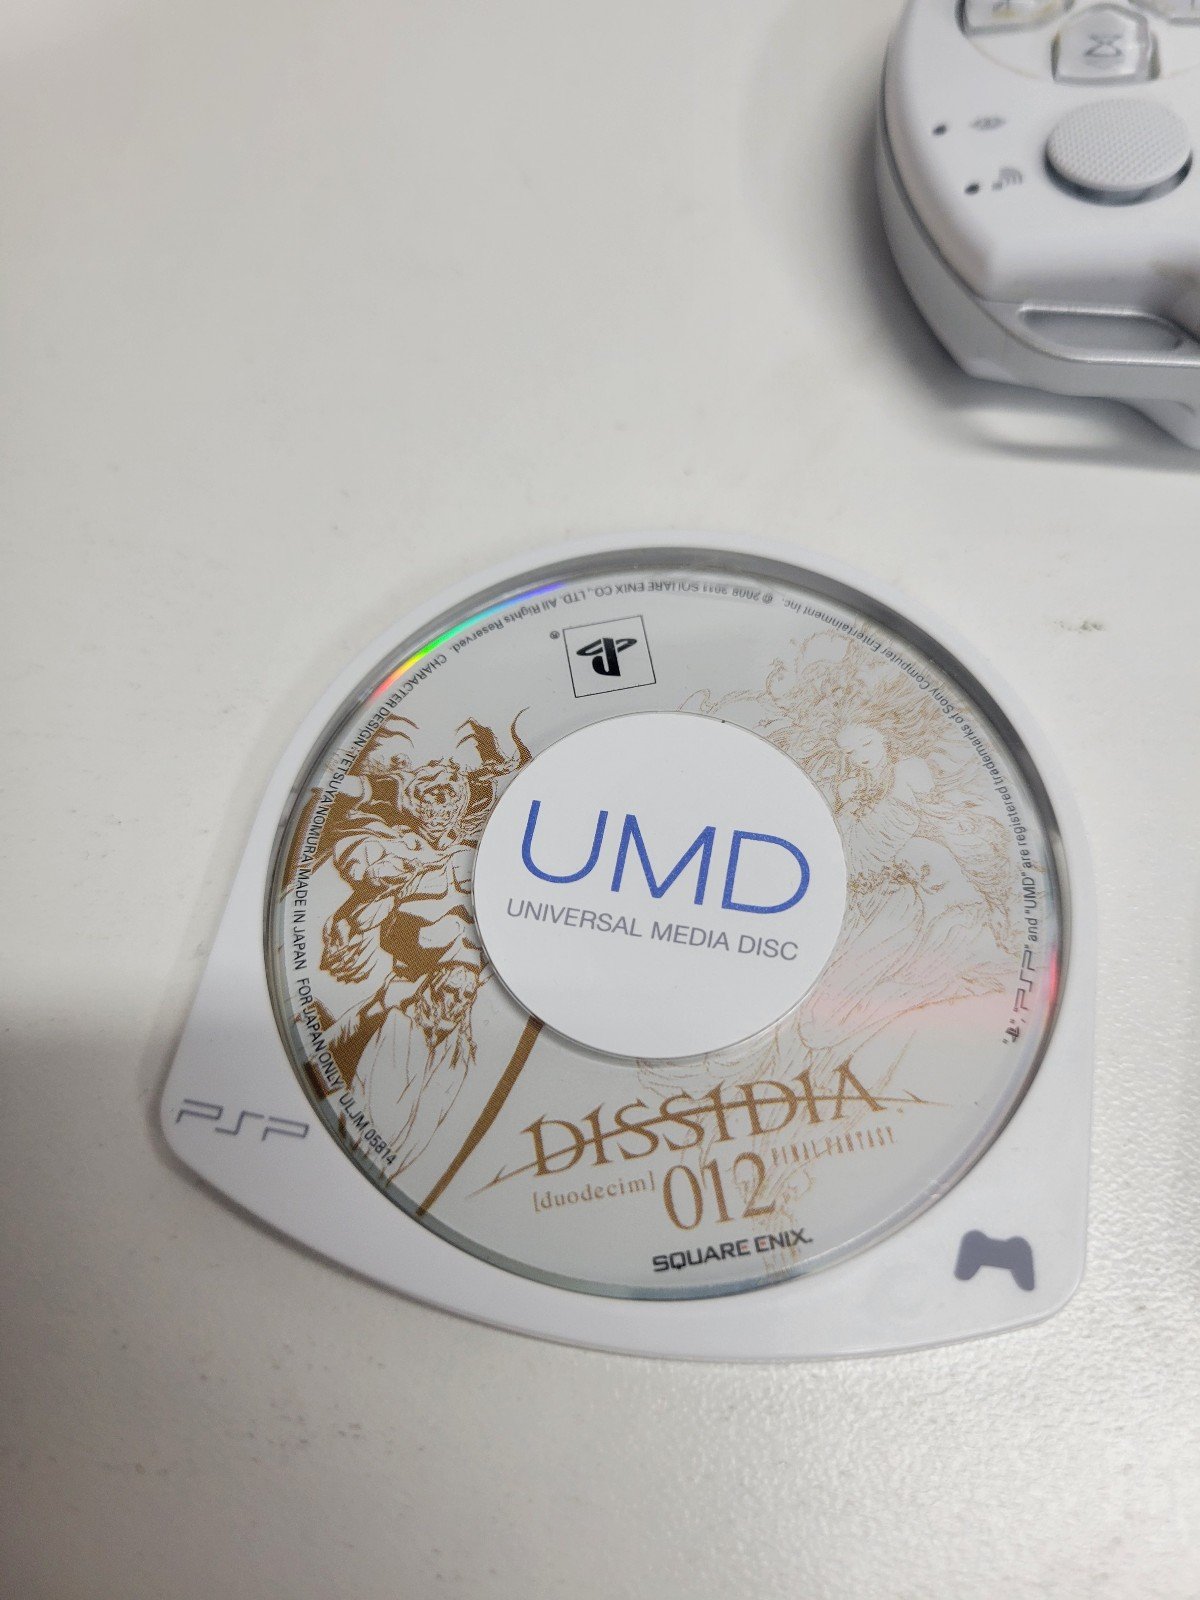 © 2008 2011 SQUARE ENIX CO., LTD. All Rights Reserved. CHARACTER DESIGN: TETSUYA NOMURA MADE IN JAPAN FOR JAPAN ONLY ULJM 05814
"PSP" and "UMD" are registered trademarks of Sony Computer Entertainment Inc.
®
UMD
UNIVERSAL MEDIA DISC
DISSIDIA
[duodecim] 012 FINAL FANTASY
SQUARE ENIX.
PSP